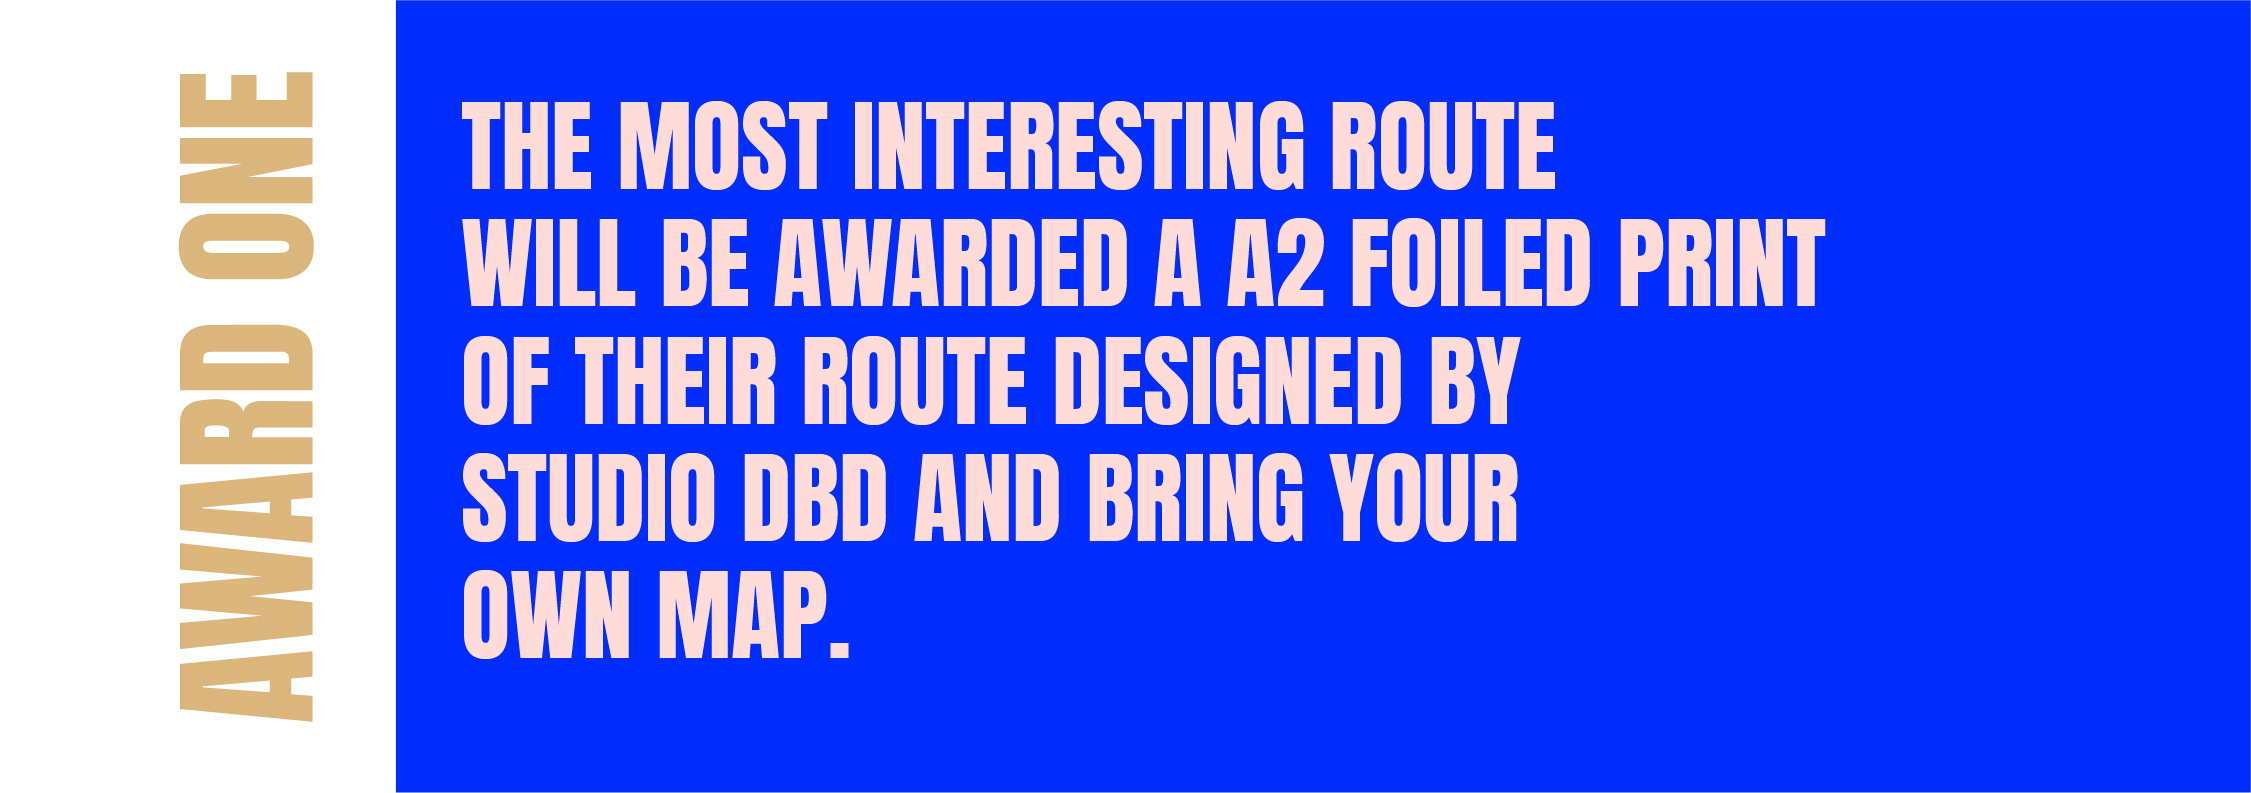 AWARD ONE
THE MOST INTERESTING ROUTE
WILL BE AWARDED A A2 FOILED PRINT
OF THEIR ROUTE DESIGNED BY
STUDIO DBD AND BRING YOUR
OWN MAP.